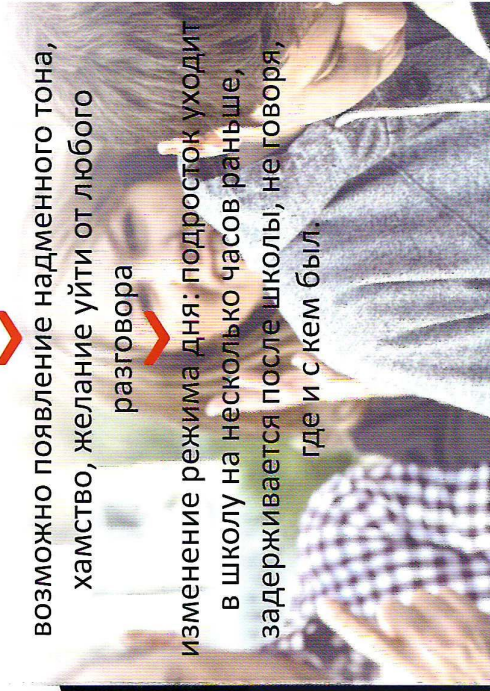 возможно появление надменного тона,
хамство, желание уйти от любого
разговора
изменение режима дня: подросток уходит
в школу на несколько часов раньше,
задерживается после школы, не говоря,
где и с кем был.